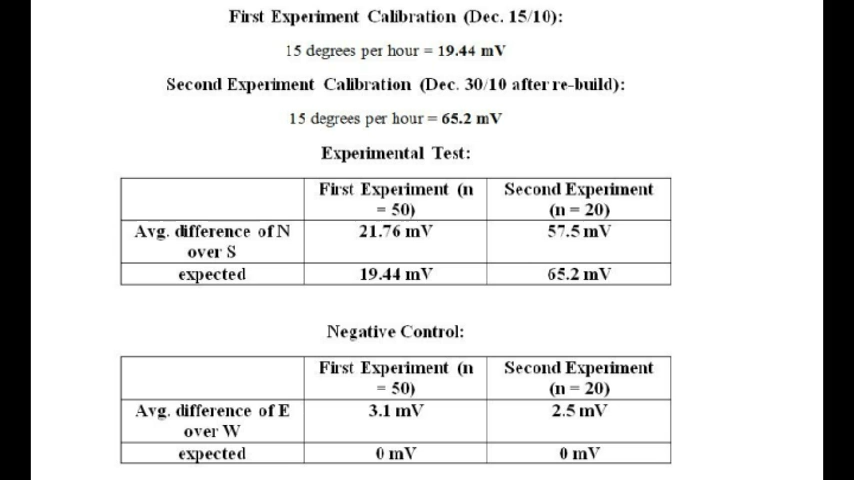 First Experiment Calibration (Dec. 15/10):
15 degrees per hour = 19.44 mV
Second Experiment Calibration (Dec. 30/10 after re-build):
15 degrees per hour = 65.2 mV
Experimental Test:
First Experiment (n = 50) Second Experiment (n = 20)
Avg. difference of N over S 21.76 mV 57.5 mV
expected 19.44 mV 65.2 mV
Negative Control:
First Experiment (n = 50) Second Experiment (n = 20)
Avg. difference of E over W 3.1 mV 2.5 mV
expected 0 mV 0 mV